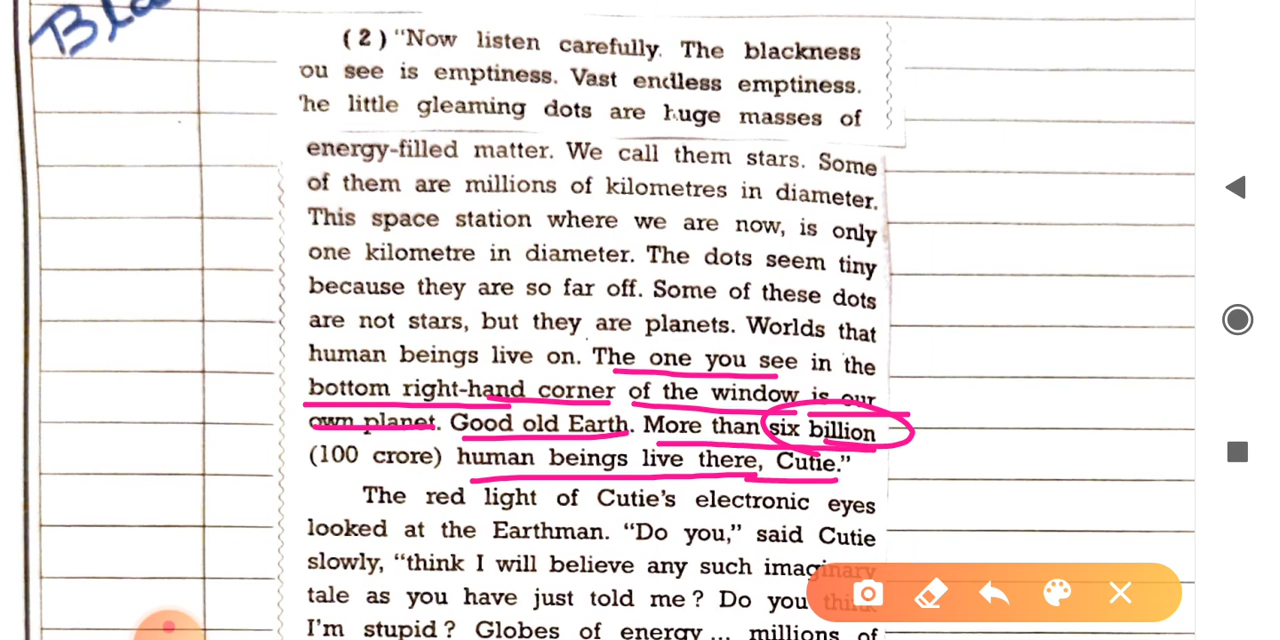 Bla
( 2 ) "Now listen carefully. The blackness
ou see is emptiness. Vast endless emptiness.
he little gleaming dots are huge masses of
energy-filled matter. We call them stars. Some
of them are millions of kilometres in diameter.
This space station where we are now, is only
one kilometre in diameter. The dots seem tiny
because they are so far off. Some of these dots
are not stars, but they are planets. Worlds that
human beings live on. The one you see in the
bottom right-hand corner of the window is our
own planet. Good old Earth. More than six billion
(100 crore) human beings live there, Cutie."
The red light of Cutie's electronic eyes
looked at the Earthman. "Do you," said Cutie
slowly, "think I will believe any such imaginary
tale as you have just told me? Do you think
I'm stupid? Globes of energy ... millions of